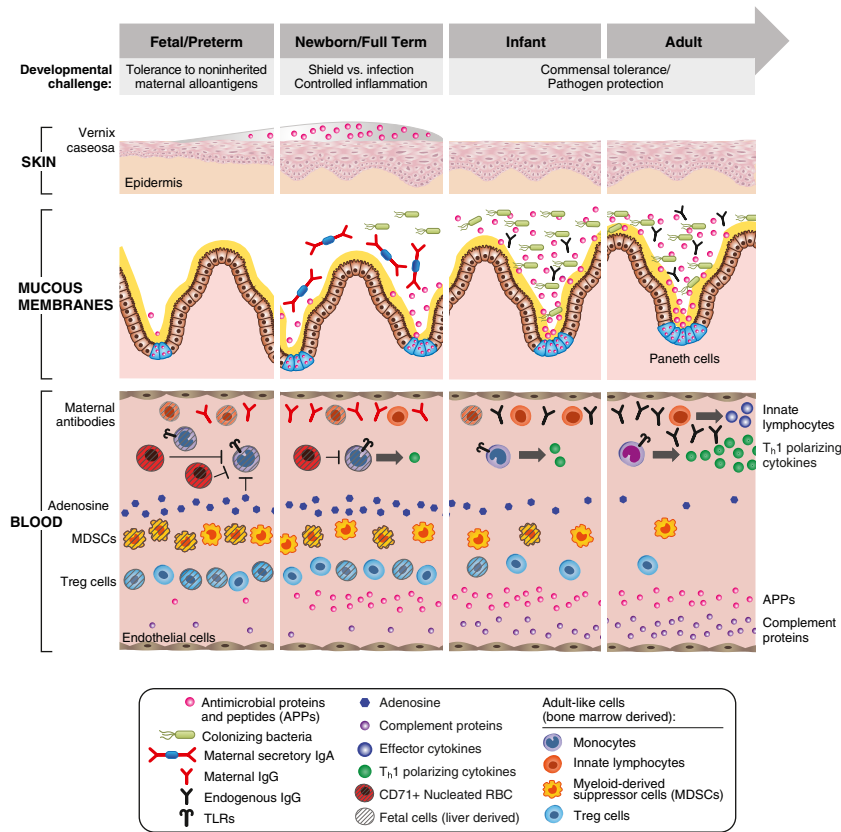 Fetal/Preterm
Newborn/Full Term
Infant
Adult
Developmental
challenge:
Tolerance to noninherited
maternal alloantigens
Shield vs. infection
Controlled inflammation
Commensal tolerance/
Pathogen protection
Vernix
caseosa
SKIN
Epidermis
MUCOUS
MEMBRANES
Paneth cells
Maternal
antibodies
Innate
lymphocytes
Th1 polarizing
cytokines
Adenosine
BLOOD
MDSCs
Treg cells
APPs
Complement
proteins
Endothelial cells
Antimicrobial proteins
and peptides (APPs)
Colonizing bacteria
Maternal secretory IgA
Maternal IgG
Endogenous IgG
TLRs
Adenosine
Complement proteins
Effector cytokines
Th1 polarizing cytokines
CD71+ Nucleated RBC
Fetal cells (liver derived)
Adult-like cells
(bone marrow derived):
Monocytes
Innate lymphocytes
Myeloid-derived
suppressor cells (MDSCs)
Treg cells